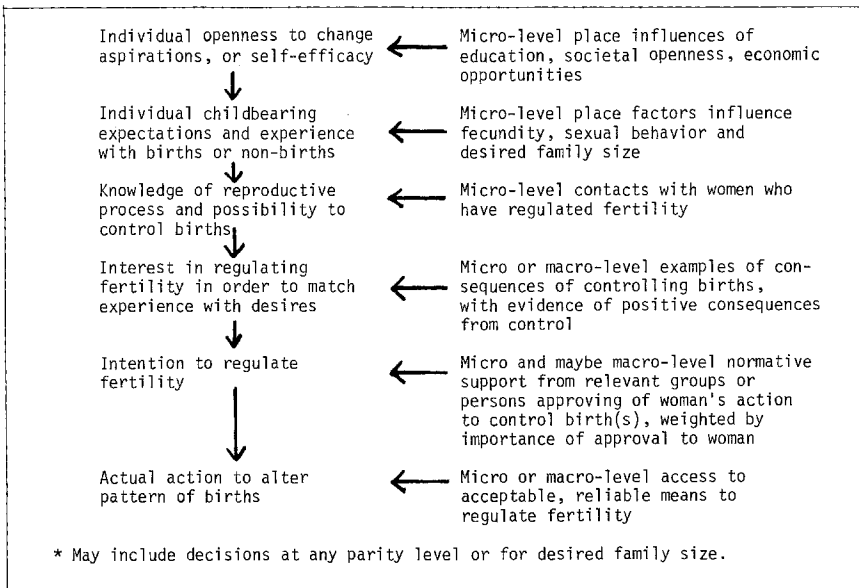 Individual openness to change
aspirations, or self-efficacy
Micro-level place influences of
education, societal openness, economic
opportunities
Individual childbearing
expectations and experience
with births or non-births
Micro-level place factors influence
fecundity, sexual behavior and
desired family size
Knowledge of reproductive
process and possibility to
control births
Micro-level contacts with women who
have regulated fertility
Interest in regulating
fertility in order to match
experience with desires
Micro or macro-level examples of con-
sequences of controlling births,
with evidence of positive consequences
from control
Intention to regulate
fertility
Micro and maybe macro-level normative
support from relevant groups or
persons approving of woman's action
to control birth(s), weighted by
importance of approval to woman
Actual action to alter
pattern of births
Micro or macro-level access to
acceptable, reliable means to
regulate fertility
* May include decisions at any parity level or for desired family size.